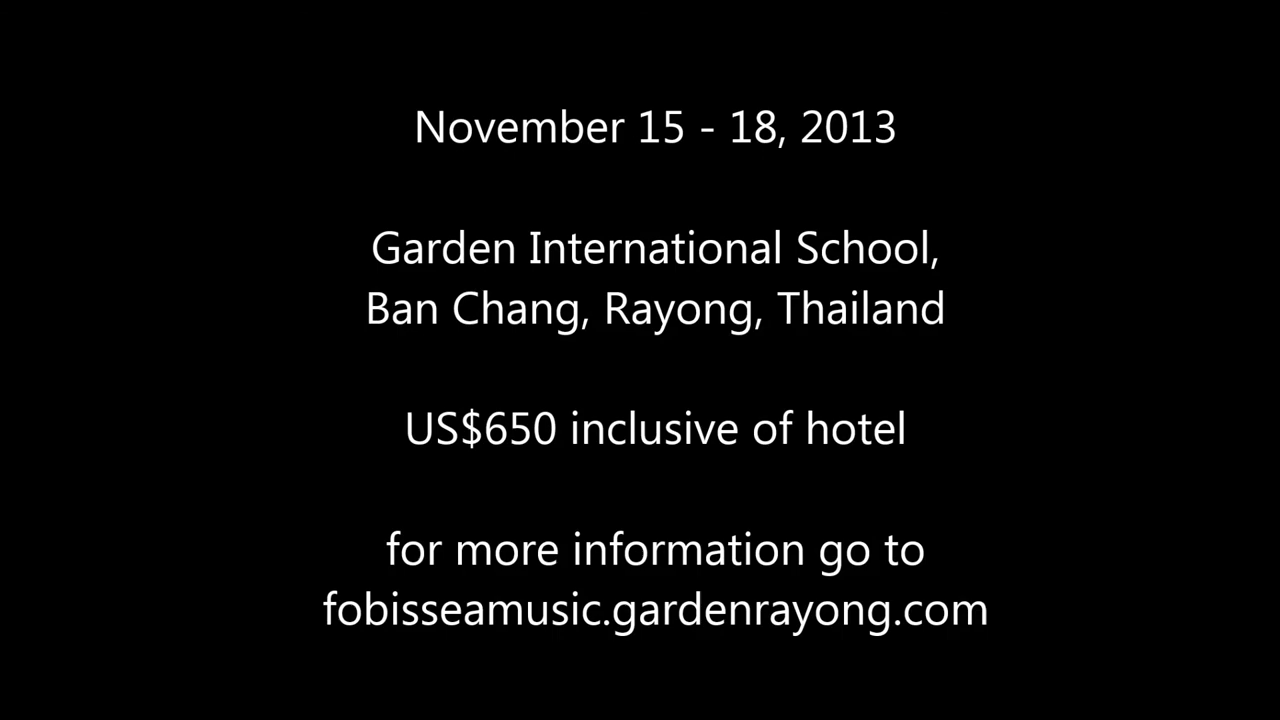 November 15 - 18, 2013
Garden International School,
Ban Chang, Rayong, Thailand
US$650 inclusive of hotel
for more information go to
fobisseamusic.gardenrayong.com